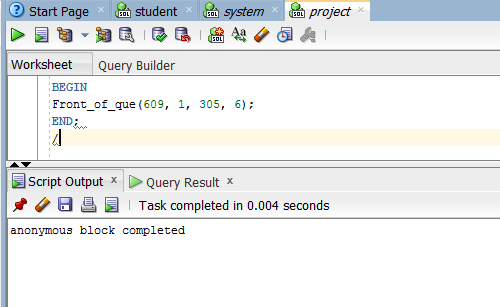 Start Page student system project
Worksheet Query Builder
BEGIN
Front_of_que(609, 1, 305, 6);
END;
/
Script Output x Query Result x
Task completed in 0.004 seconds
anonymous block completed